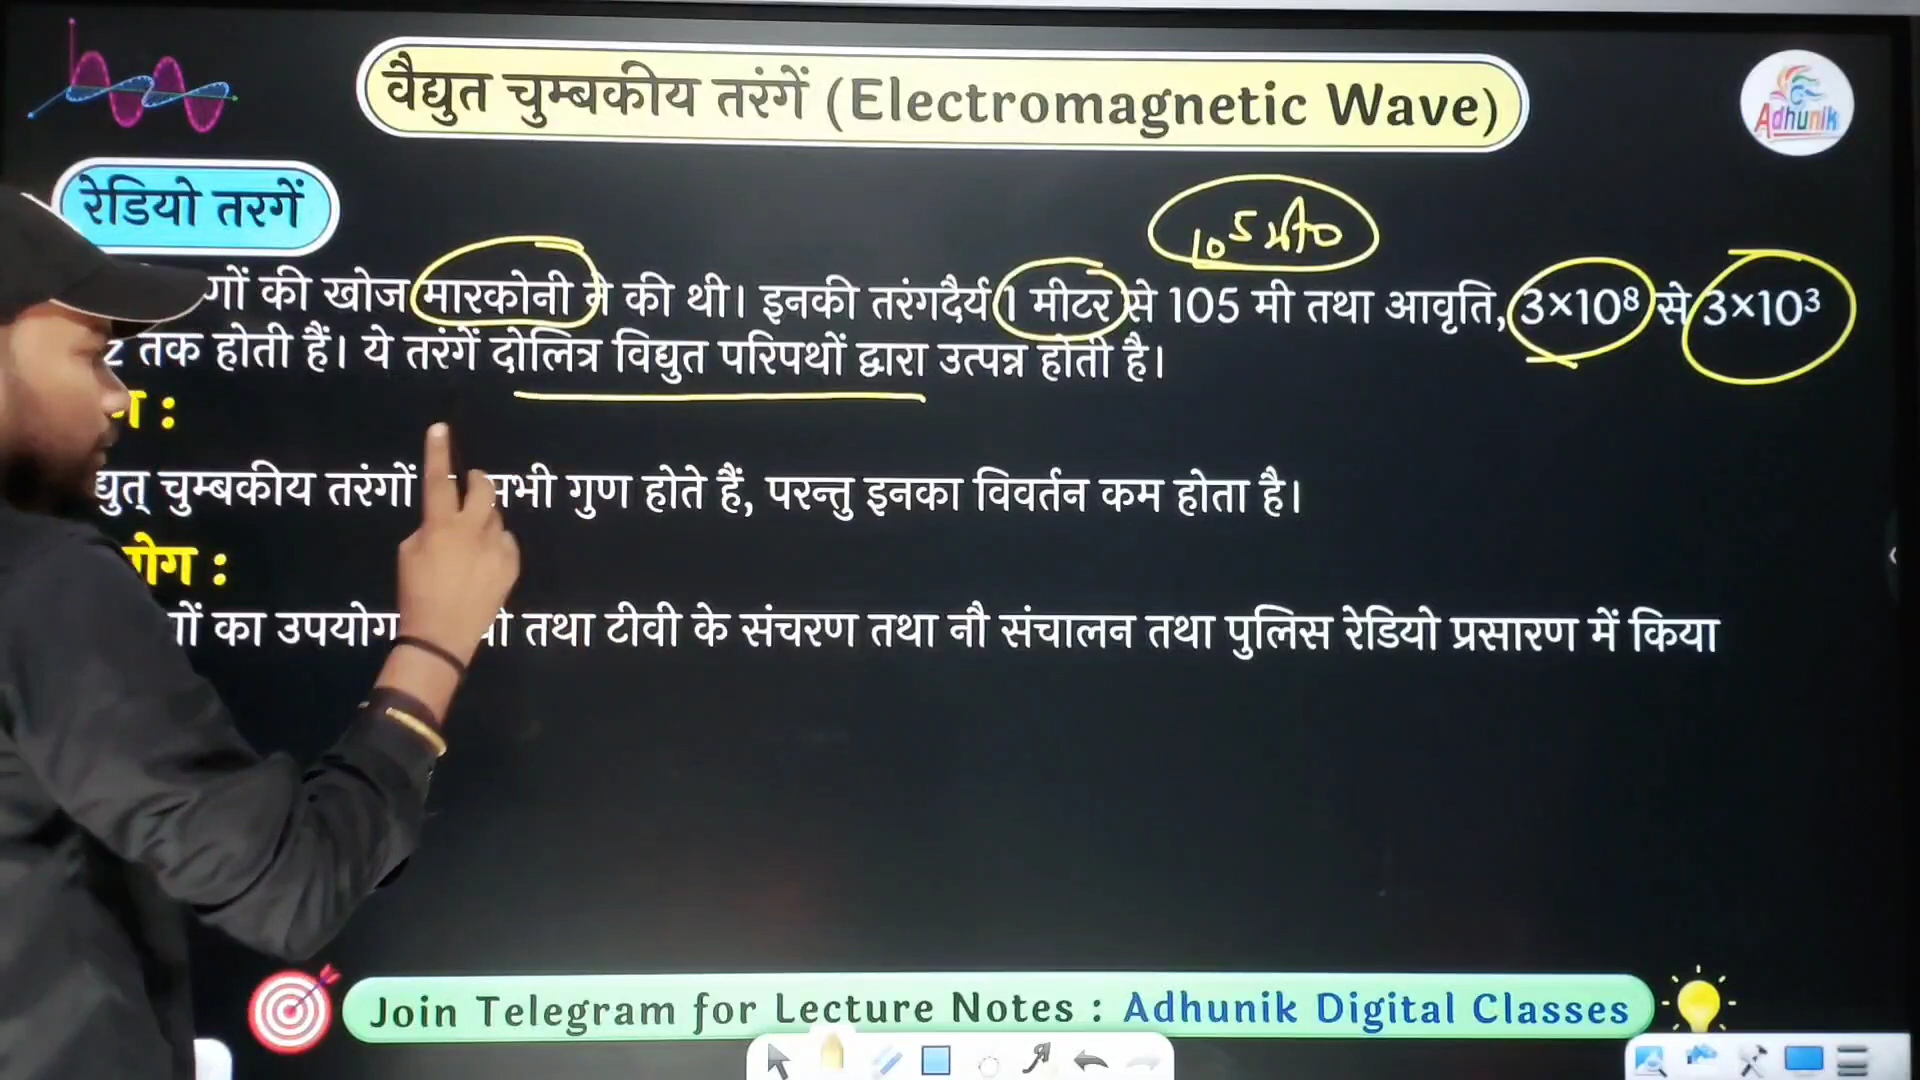 वैद्युत चुम्बकीय तरंगें (Electromagnetic Wave)
Adhunik
रेडियो तरगें
10⁵ मी०
की खोज मारकोनी ने की थी। इनकी तरंगदैर्य 1 मीटर से 105 मी तथा आवृति, 3×10⁸ से 3×10³
तक होती हैं। ये तरंगें दोलित्र विद्युत परिपथों द्वारा उत्पन्न होती है।
चुम्बकीय तरंगों सभी गुण होते हैं, परन्तु इनका विवर्तन कम होता है।
का उपयोग तथा टीवी के संचरण तथा नौ संचालन तथा पुलिस रेडियो प्रसारण में किया
Join Telegram for Lecture Notes : Adhunik Digital Classes